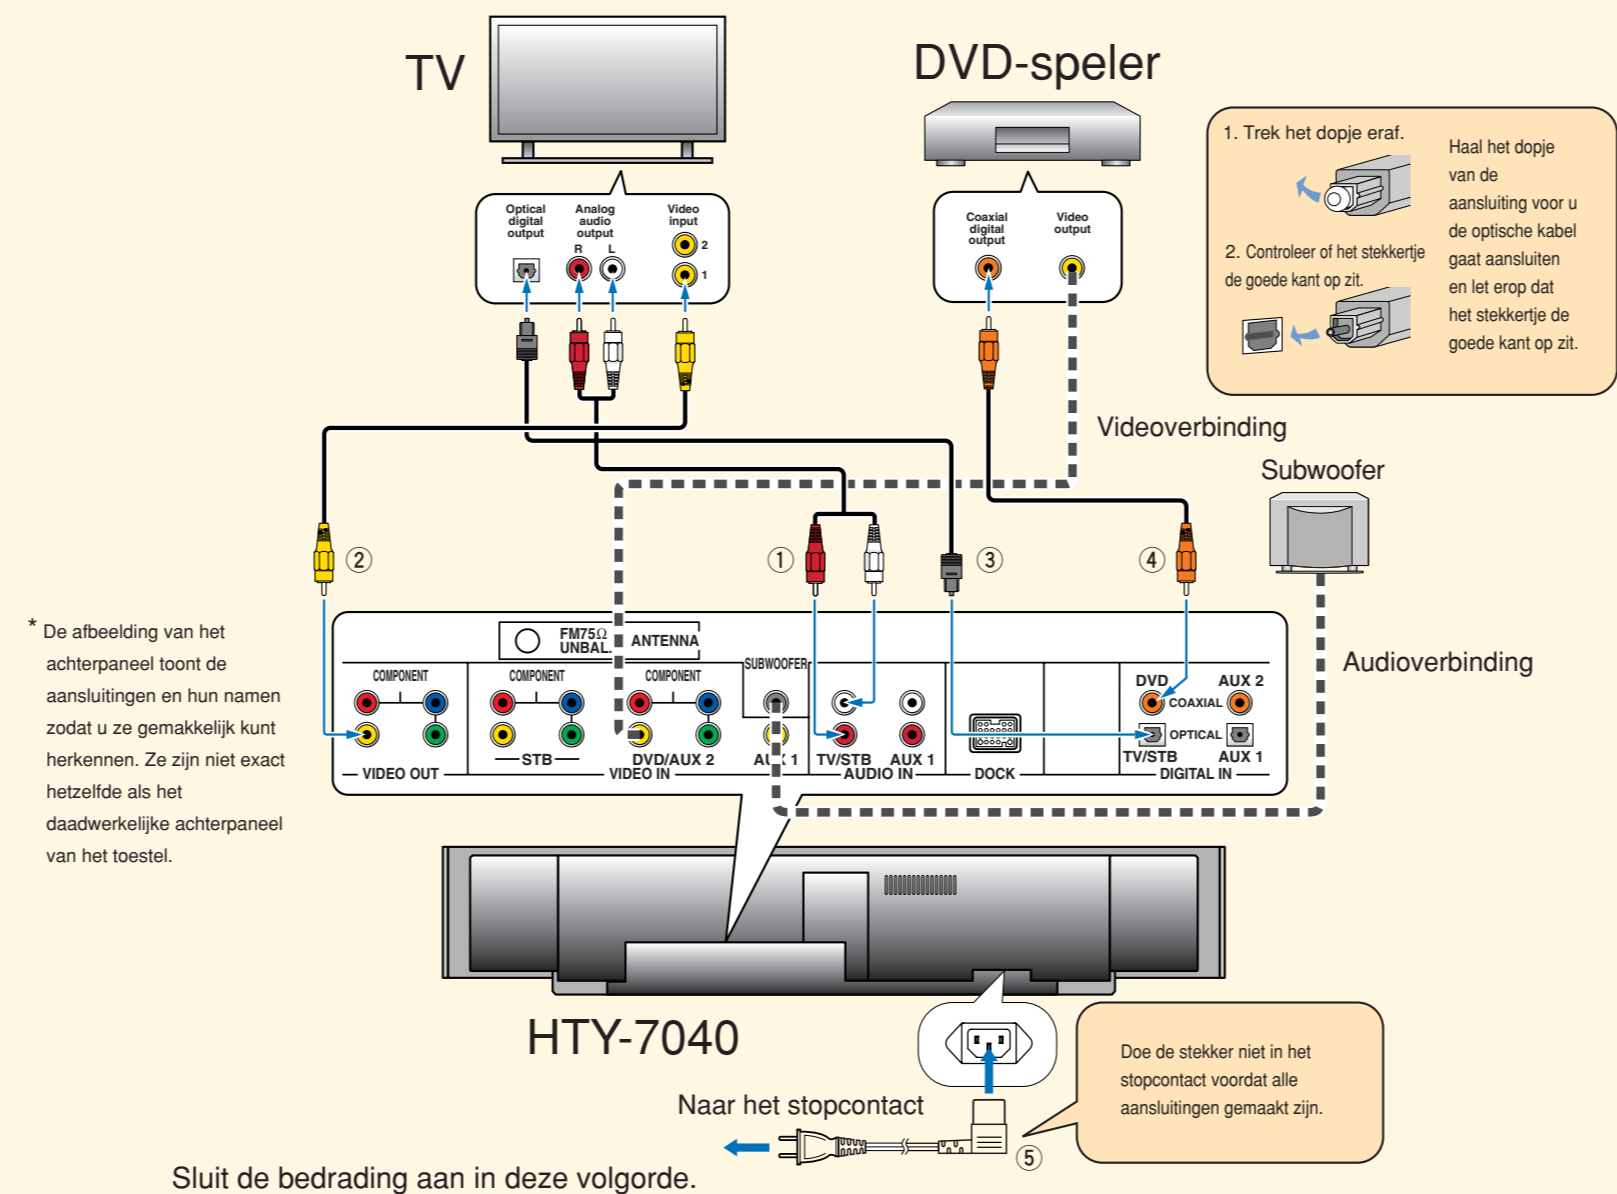 TV
DVD-speler
Optical
digital
output
Analog
audio
output
R L
Video
input
2
1
Coaxial
digital
output
Video
output
1. Trek het dopje eraf.
2. Controleer of het stekkertje
de goede kant op zit.
Haal het dopje
van de
aansluiting voor u
de optische kabel
gaat aansluiten
en let erop dat
het stekkertje de
goede kant op zit.
Videoverbinding
Subwoofer
②
①
③
④
* De afbeelding van het
achterpaneel toont de
aansluitingen en hun namen
zodat u ze gemakkelijk kunt
herkennen. Ze zijn niet exact
hetzelfde als het
daadwerkelijke achterpaneel
van het toestel.
FM75Ω
UNBAL.
ANTENNA
COMPONENT
VIDEO OUT
COMPONENT
STB
COMPONENT
DVD/AUX 2
VIDEO IN
SUBWOOFER
AUX 1
TV/STB AUX 1
AUDIO IN
DOCK
DVD AUX 2
COAXIAL
OPTICAL
TV/STB AUX 1
DIGITAL IN
Audioverbinding
HTY-7040
Doe de stekker niet in het
stopcontact voordat alle
aansluitingen gemaakt zijn.
Naar het stopcontact
⑤
Sluit de bedrading aan in deze volgorde.